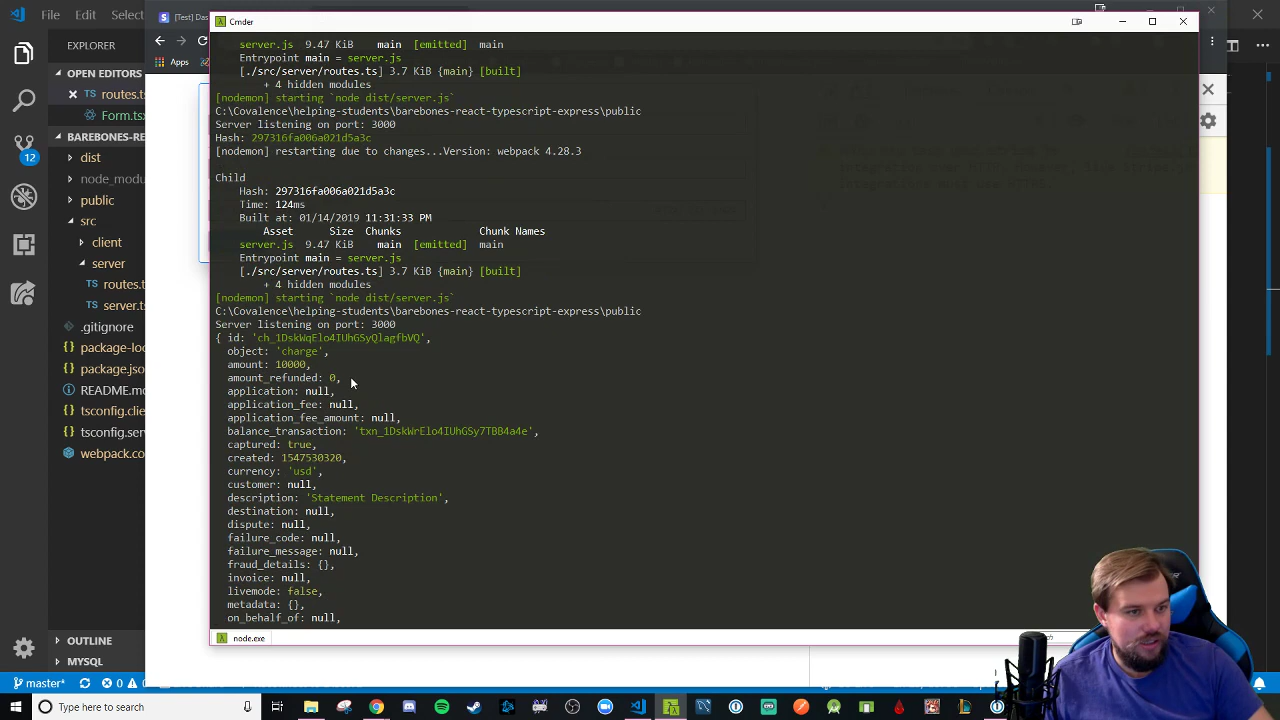 File
Edit
Se
[Test] Das
Cmder
Apps
EXPLORER
OPEN EDITORS
routes.ts
Form.tsx
BAREBONES-RE
dist
node_modu
public
src
client
server
routes.t
server.ts
.gitignore
package-loc
package.jso
README.m
tsconfig.clie
tsconfig.serv
webpack.co
OUTLINE
MYSQL
12
server.js 9.47 KiB main [emitted] main
Entrypoint main = server.js
[./src/server/routes.ts] 3.7 KiB {main} [built]
+ 4 hidden modules
[nodemon] starting `node dist/server.js`
C:\Covalence\helping-students\barebones-react-typescript-express\public
Server listening on port: 3000
Hash: 297316fa006a021d5a3c
[nodemon] restarting due to changes...Version: webpack 4.28.3
Child
Hash: 297316fa006a021d5a3c
Time: 124ms
Built at: 01/14/2019 11:31:33 PM
Asset Size Chunks Chunk Names
server.js 9.47 KiB main [emitted] main
Entrypoint main = server.js
[./src/server/routes.ts] 3.7 KiB {main} [built]
+ 4 hidden modules
[nodemon] starting `node dist/server.js`
C:\Covalence\helping-students\barebones-react-typescript-express\public
Server listening on port: 3000
{ id: 'ch_1DskWqElo4IUhGSyQlagfbVQ',
object: 'charge',
amount: 10000,
amount_refunded: 0,
application: null,
application_fee: null,
application_fee_amount: null,
balance_transaction: 'txn_1DskWrElo4IUhGSy7TBB4a4e',
captured: true,
created: 1547530320,
currency: 'usd',
customer: null,
description: 'Statement Description',
destination: null,
dispute: null,
failure_code: null,
failure_message: null,
fraud_details: {},
invoice: null,
livemode: false,
metadata: {},
on_behalf_of: null,
node.exe
master*
0
Type here to search